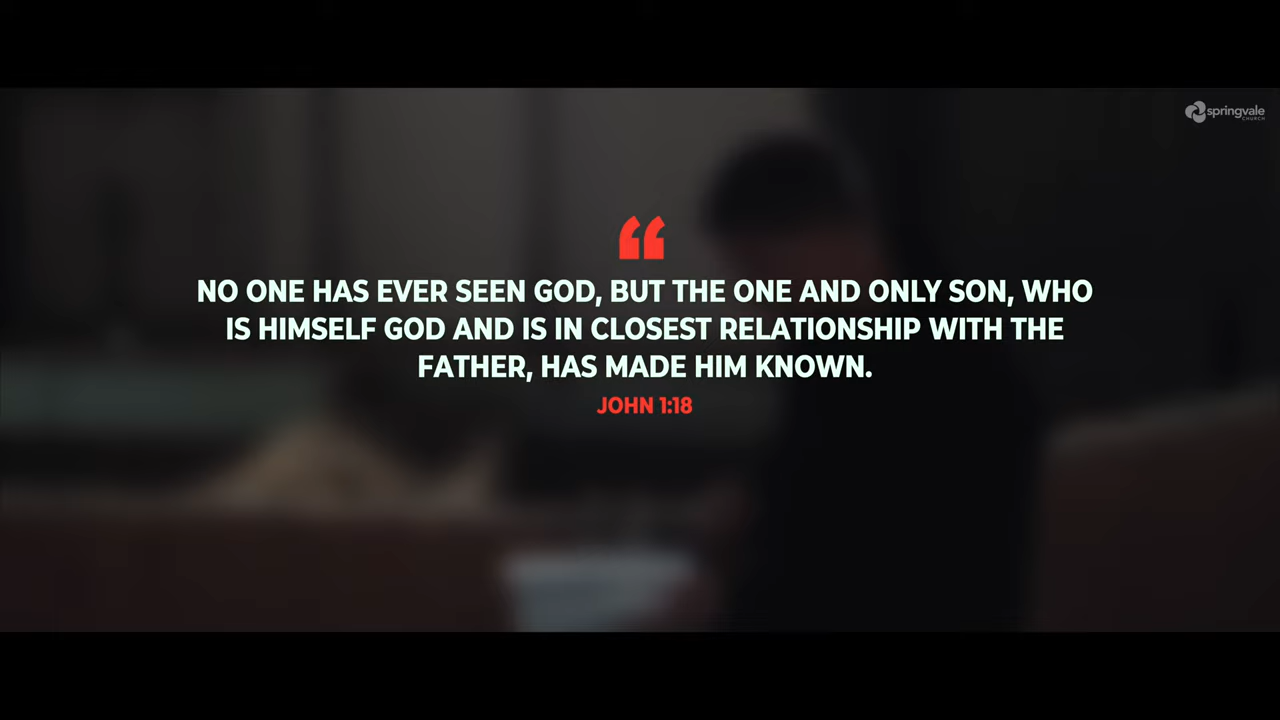 springvale
CHURCH
“
NO ONE HAS EVER SEEN GOD, BUT THE ONE AND ONLY SON, WHO
IS HIMSELF GOD AND IS IN CLOSEST RELATIONSHIP WITH THE
FATHER, HAS MADE HIM KNOWN.
JOHN 1:18